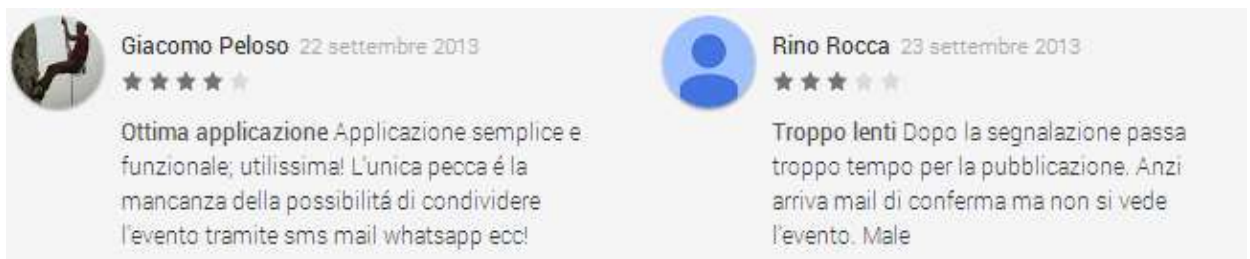 Giacomo Peloso 22 settembre 2013
Ottima applicazione Applicazione semplice e
funzionale; utilissima! L'unica pecca é la
mancanza della possibilitá di condividere
l'evento tramite sms mail whatsapp ecc!
Rino Rocca 23 settembre 2013
Troppo lenti Dopo la segnalazione passa
troppo tempo per la pubblicazione. Anzi
arriva mail di conferma ma non si vede
l'evento. Male